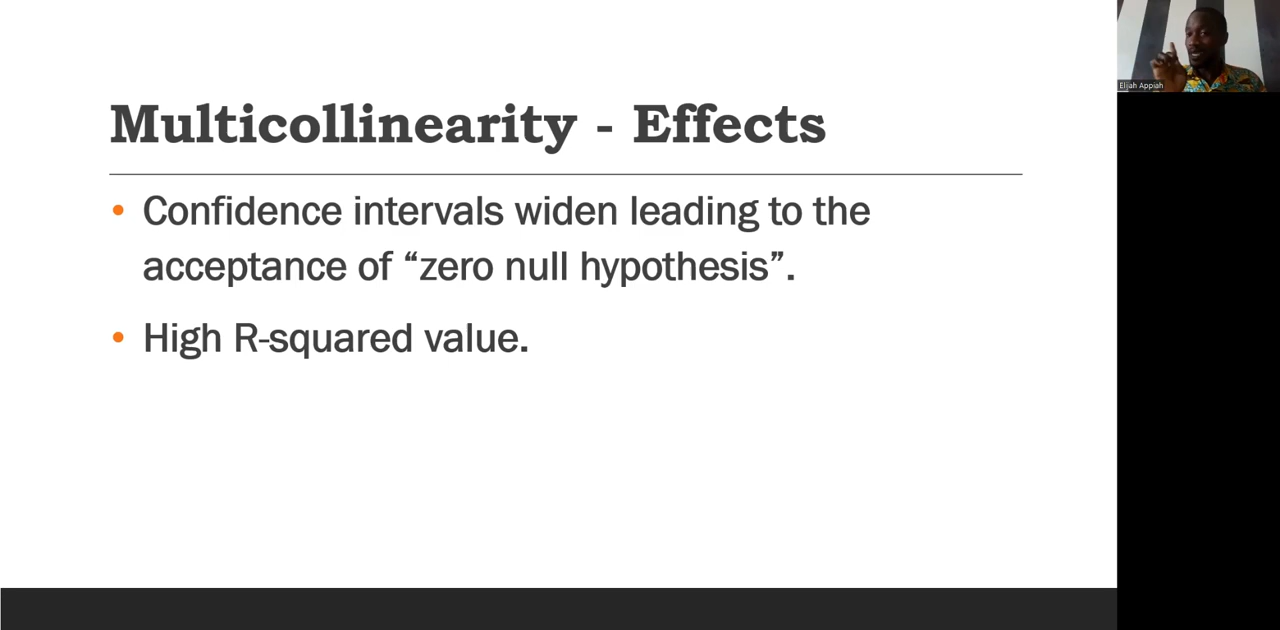 Multicollinearity - Effects
• Confidence intervals widen leading to the
acceptance of “zero null hypothesis”.
• High R-squared value.
Elijah Appiah